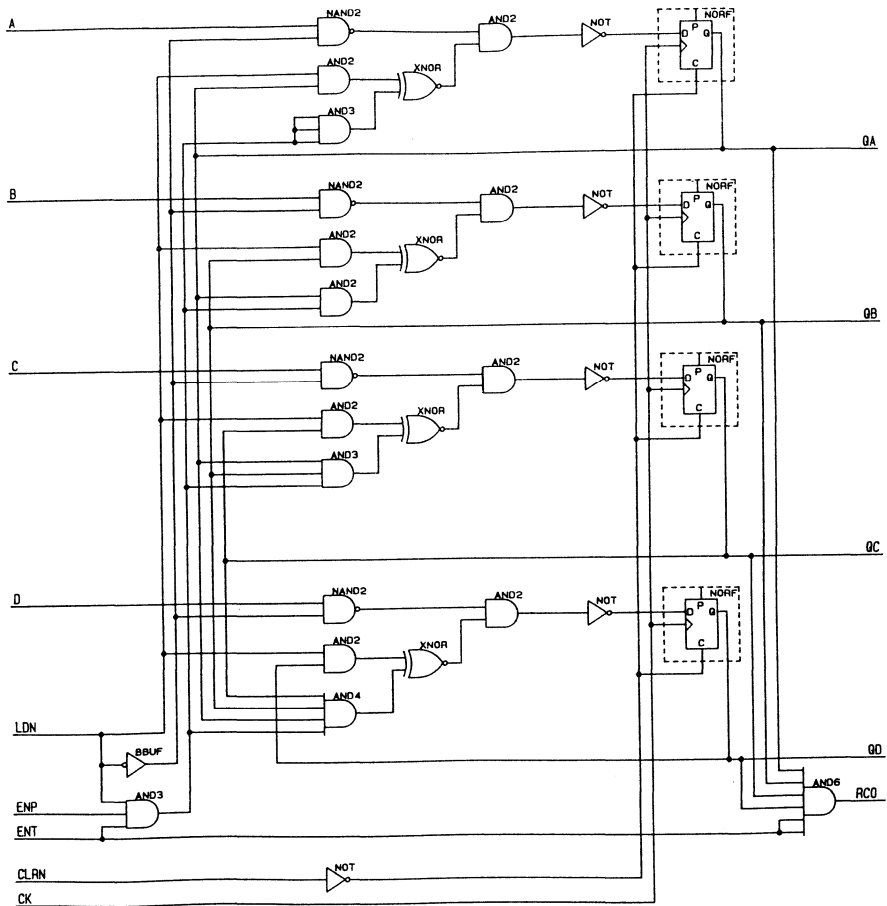 A
NAND2
AND2
NOT
NORF
P
D Q
C
AND2
XNOR
AND3
QA
B
NAND2
AND2
NOT
NORF
P
D Q
C
AND2
XNOR
AND2
QB
C
NAND2
AND2
NOT
NORF
P
D Q
C
AND2
XNOR
AND3
QC
D
NAND2
AND2
NOT
NORF
P
D Q
C
AND2
XNOR
AND4
LDN
BBUF
QD
AND3
AND6
ENP
RCO
ENT
CLRN
NOT
CK